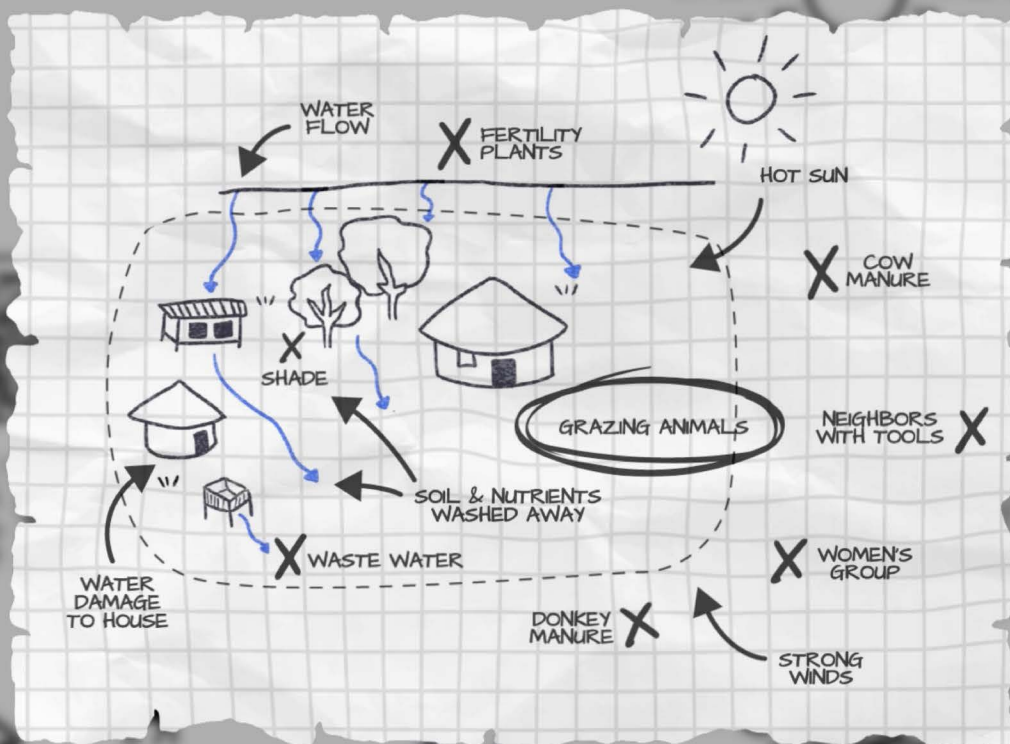 WATER
FLOW
FERTILITY
PLANTS
HOT SUN
COW
MANURE
SHADE
GRAZING ANIMALS
NEIGHBORS
WITH TOOLS
SOIL & NUTRIENTS
WASHED AWAY
WASTE WATER
WOMEN'S
GROUP
WATER
DAMAGE
TO HOUSE
DONKEY
MANURE
STRONG
WINDS